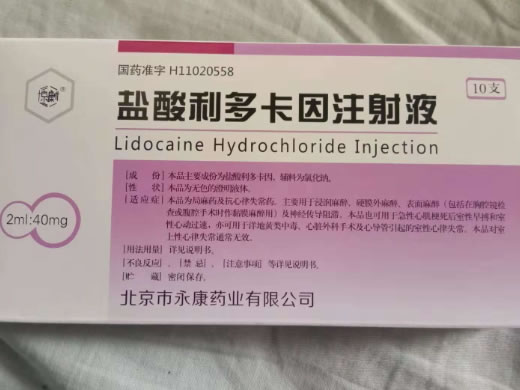 国药准字 H11020558
10支
盐酸利多卡因注射液
Lidocaine Hydrochloride Injection
[成　份] 本品主要成份为盐酸利多卡因，辅料为氯化钠。
[性　状] 本品为无色的澄明液体。
[适应症] 本品为局麻药及抗心律失常药。主要用于浸润麻醉、硬膜外麻醉、表面麻醉（包括在胸腔镜检
查或腹腔手术时作黏膜麻醉用）及神经传导阻滞。本品也可用于急性心肌梗死后室性早搏和室
性心动过速，亦可用于洋地黄类中毒、心脏外科手术及心导管引起的室性心律失常。本品对室
上性心律失常通常无效。
[用法用量] 详见说明书。
[不良反应]、[禁　忌]、[注意事项] 等详见说明书。
[贮　藏] 密闭保存。
2ml:40mg
北京市永康药业有限公司